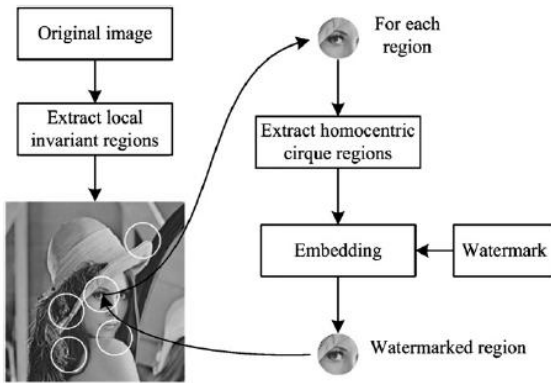 Original image
Extract local
invariant regions
For each
region
Extract homocentric
cirque regions
Embedding
Watermark
Watermarked region